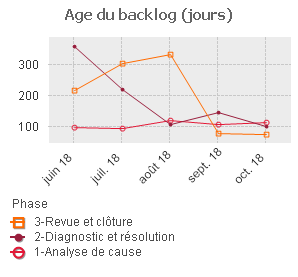 Age du backlog (jours)
300
200
100
juin 18
juil. 18
août 18
sept. 18
oct. 18
Phase
3-Revue et clôture
2-Diagnostic et résolution
1-Analyse de cause